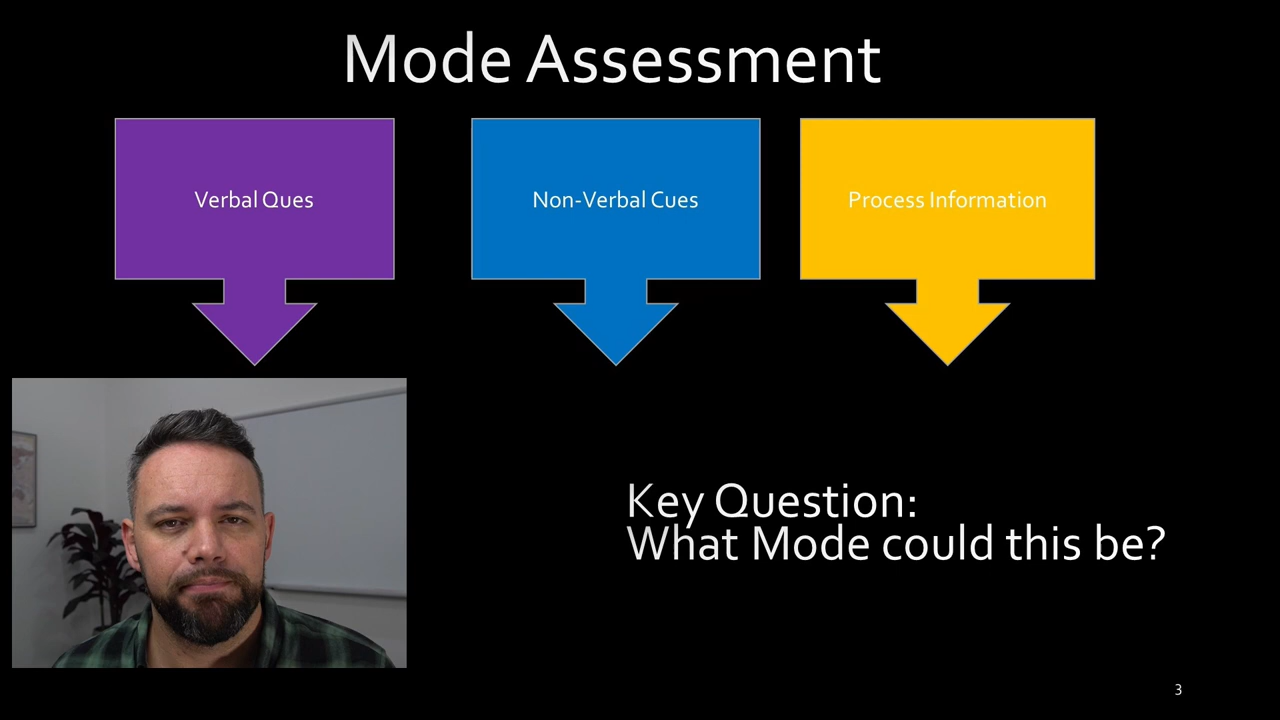 Mode Assessment
Verbal Ques
Non-Verbal Cues
Process Information
Key Question:
What Mode could this be?
3